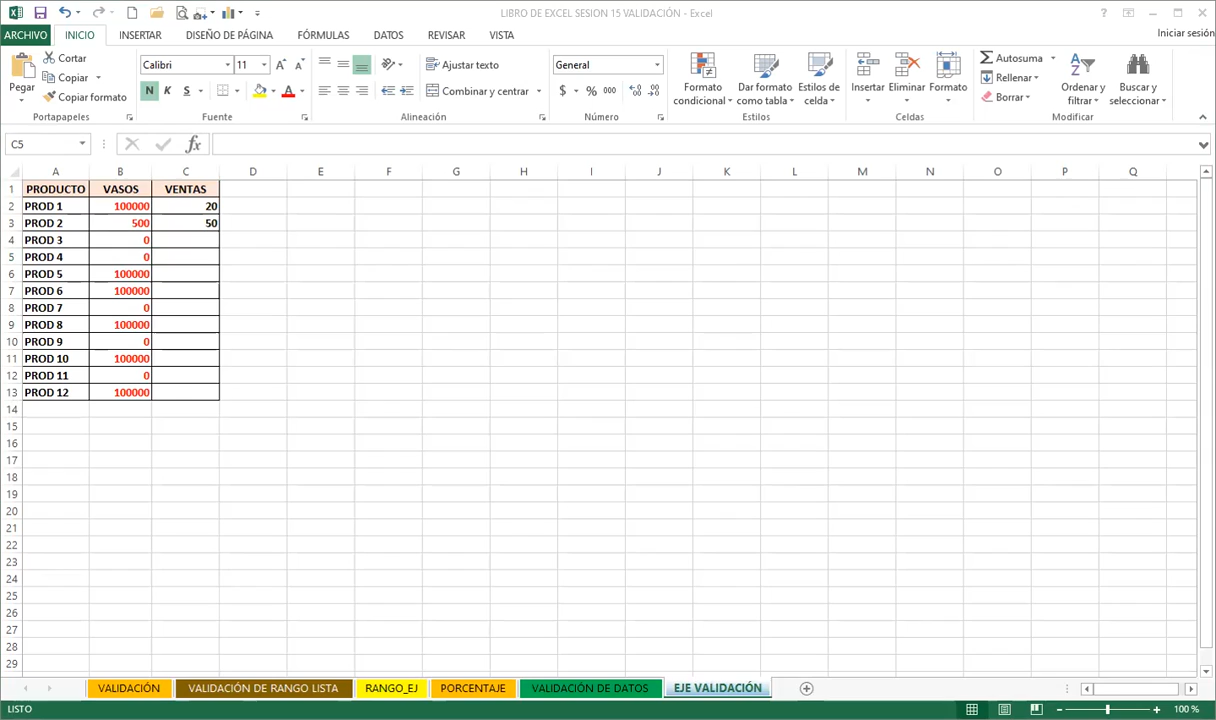 LIBRO DE EXCEL SESION 15 VALIDACIÓN - Excel
ARCHIVO INICIO INSERTAR DISEÑO DE PÁGINA FÓRMULAS DATOS REVISAR VISTA Iniciar sesión
Pegar
Cortar
Copiar
Copiar formato
Portapapeles
Calibri 11
N K S
Fuente
Ajustar texto
Combinar y centrar
Alineación
General
$ % 000
Número
Formato condicional
Dar formato como tabla
Estilos de celda
Estilos
Insertar Eliminar Formato
Celdas
Autosuma
Rellenar
Borrar
Ordenar y filtrar
Buscar y seleccionar
Modificar
C5 fx
A B C D E F G H I J K L M N O P Q
1 PRODUCTO VASOS VENTAS
2 PROD 1 100000 20
3 PROD 2 500 50
4 PROD 3 0
5 PROD 4 0
6 PROD 5 100000
7 PROD 6 100000
8 PROD 7 0
9 PROD 8 100000
10 PROD 9 0
11 PROD 10 100000
12 PROD 11 0
13 PROD 12 100000
14
15
16
17
18
19
20
21
22
23
24
25
26
27
28
29
VALIDACIÓN VALIDACIÓN DE RANGO LISTA RANGO_EJ PORCENTAJE VALIDACIÓN DE DATOS EJE VALIDACIÓN
LISTO 100 %